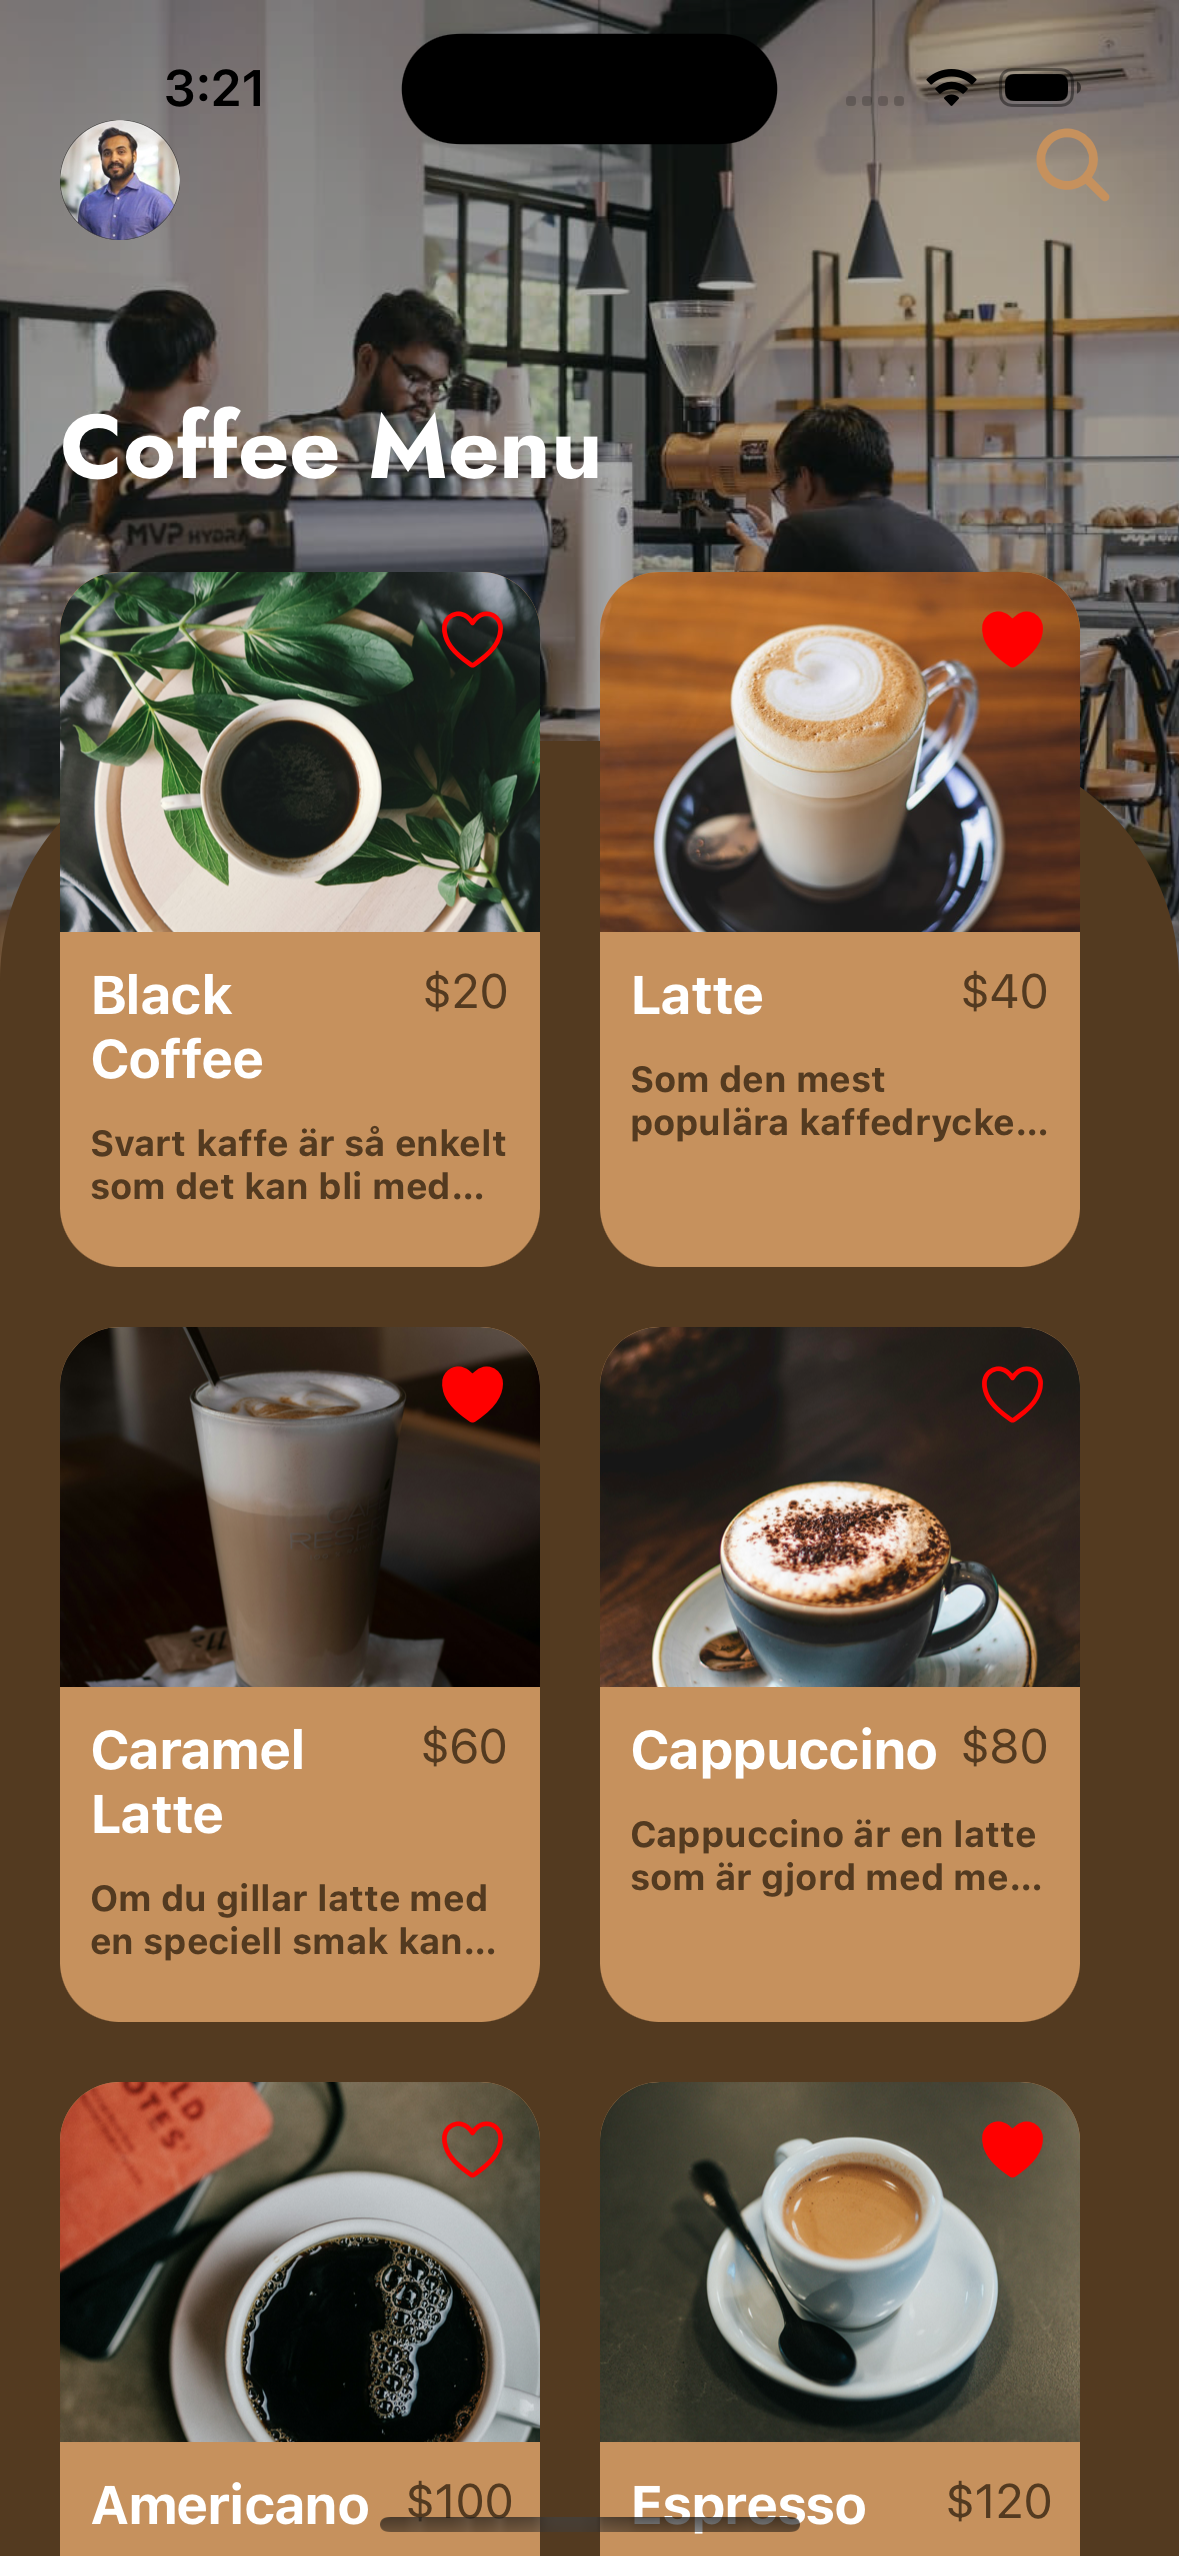 3:21
Coffee Menu
MVP HYDRA
Black
Coffee
$20
Svart kaffe är så enkelt
som det kan bli med...
Latte
$40
Som den mest
populära kaffedrycke...
Caramel
Latte
$60
Om du gillar latte med
en speciell smak kan...
Cappuccino
$80
Cappuccino är en latte
som är gjord med me...
Americano
$100
Espresso
$120